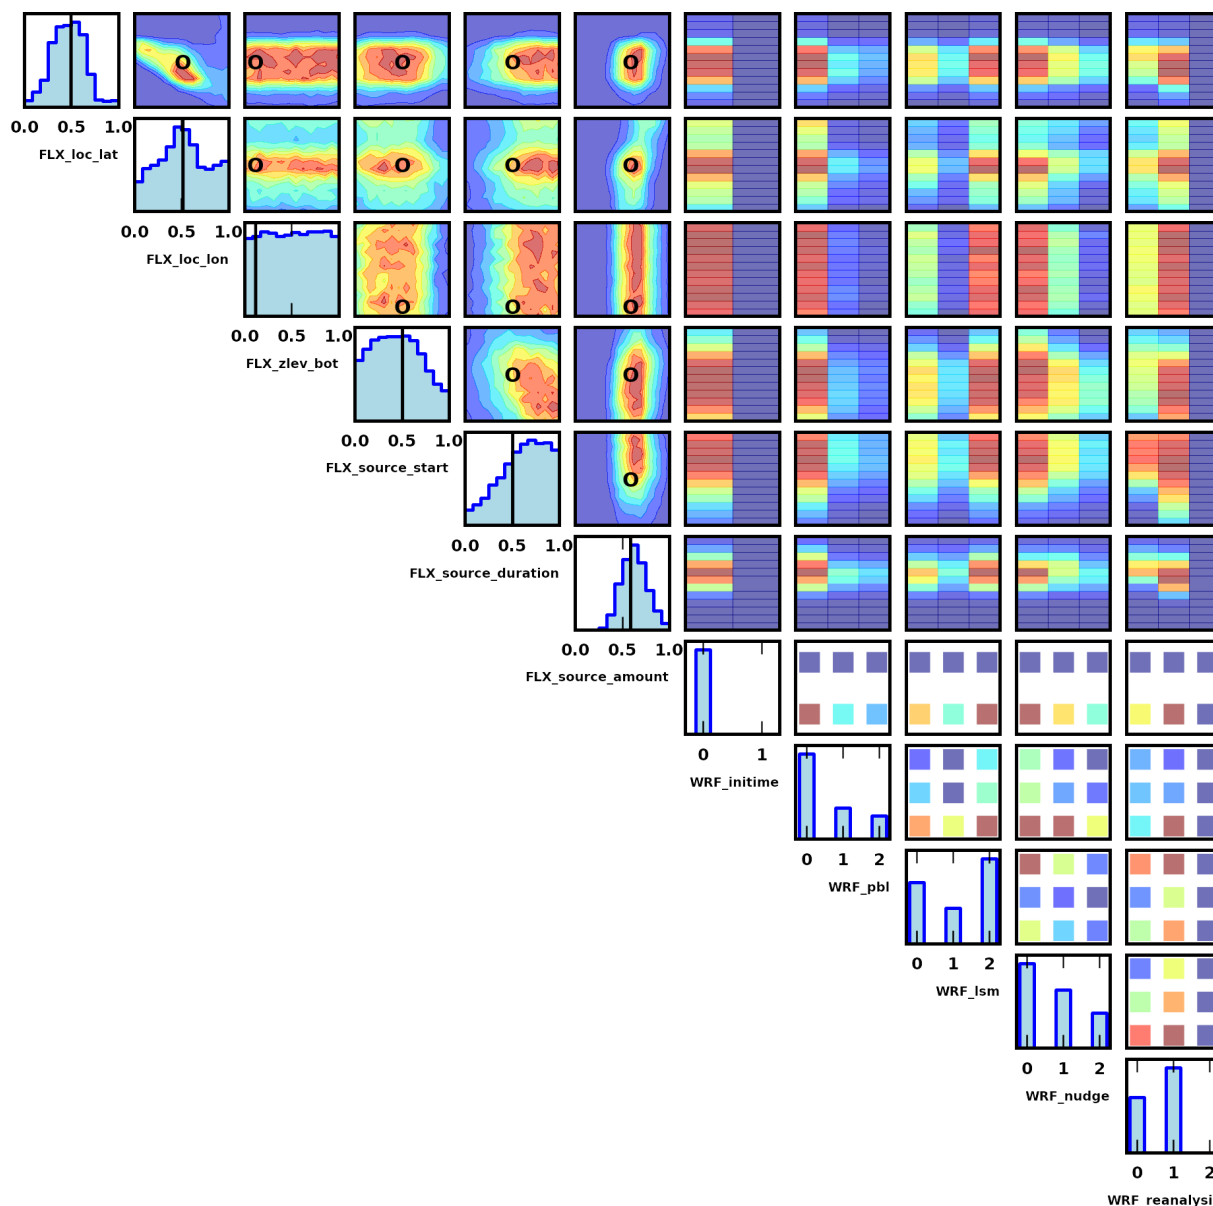 O O O O O
0.0 0.5 1.0
FLX_loc_lat
O O O O
0.0 0.5 1.0
FLX_loc_lon
O O O
0.0 0.5 1.0
FLX_zlev_bot
O O
0.0 0.5 1.0
FLX_source_start
O
0.0 0.5 1.0
FLX_source_duration
0.0 0.5 1.0
FLX_source_amount
0 1
WRF_initime
0 1 2
WRF_pbl
0 1 2
WRF_lsm
0 1 2
WRF_nudge
0 1 2
WRF_reanalysi